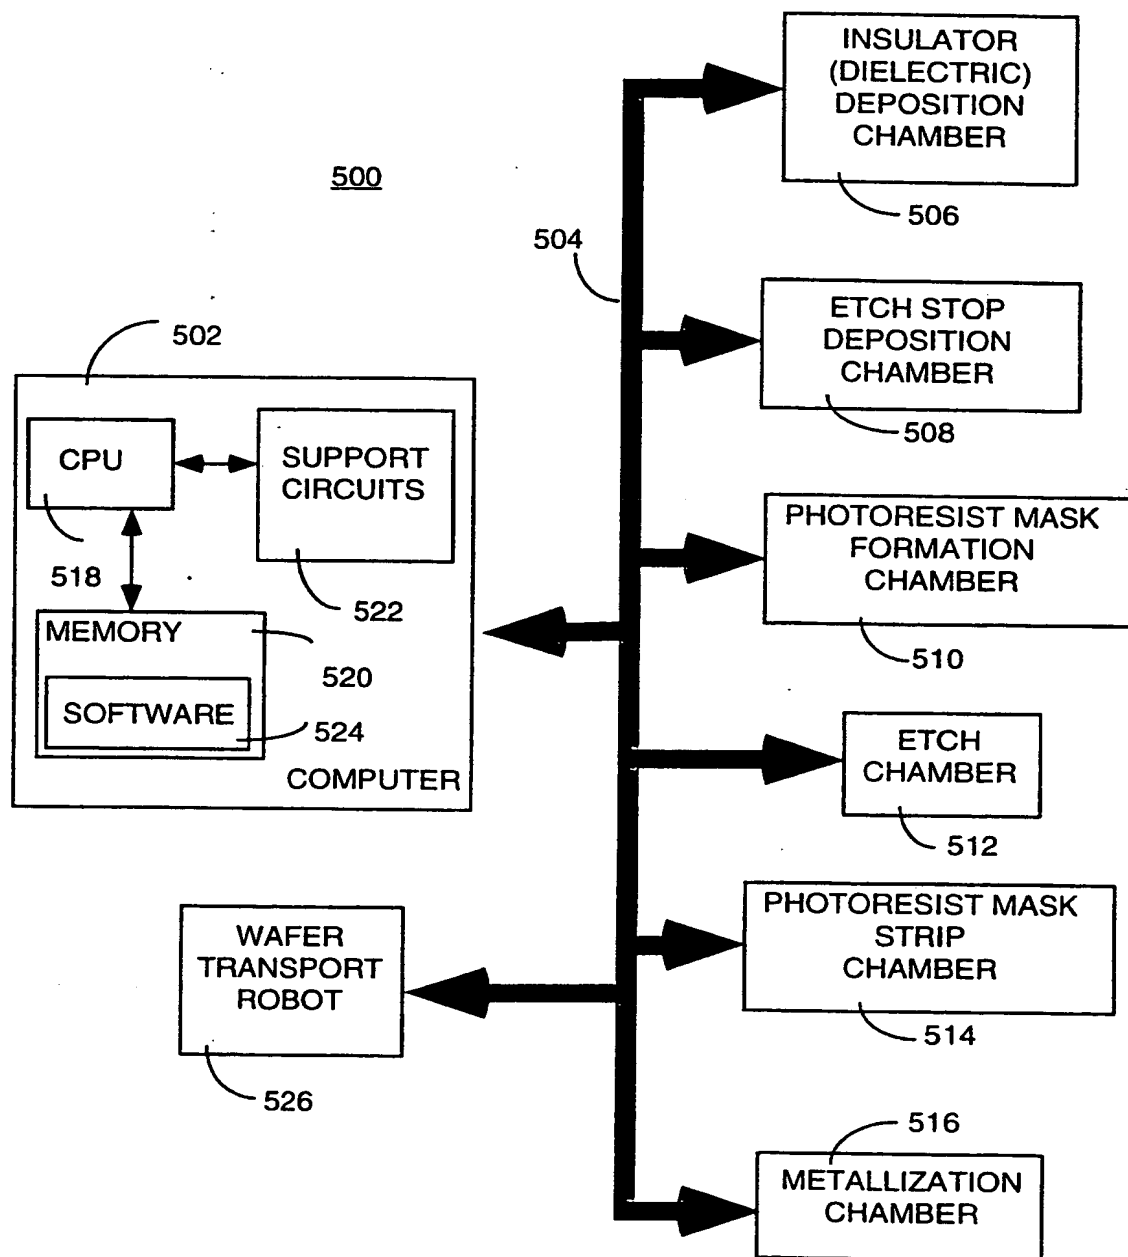 500
502
CPU
518
SUPPORT
CIRCUITS
522
MEMORY
520
SOFTWARE
524
COMPUTER
WAFER
TRANSPORT
ROBOT
526
504
INSULATOR
(DIELECTRIC)
DEPOSITION
CHAMBER
506
ETCH STOP
DEPOSITION
CHAMBER
508
PHOTORESIST MASK
FORMATION
CHAMBER
510
ETCH
CHAMBER
512
PHOTORESIST MASK
STRIP
CHAMBER
514
516
METALLIZATION
CHAMBER